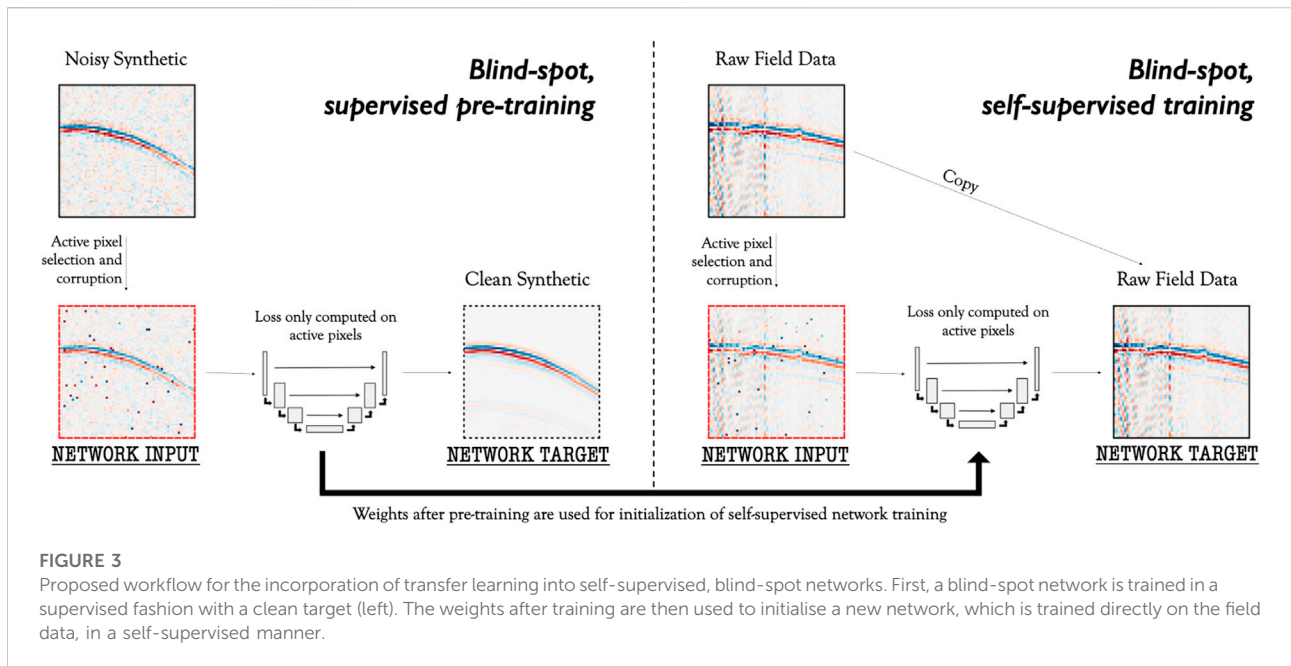 Noisy Synthetic
Blind-spot,
supervised pre-training
Active pixel
selection and
corruption
Clean Synthetic
Loss only computed on
active pixels
NETWORK INPUT
NETWORK TARGET
Raw Field Data
Blind-spot,
self-supervised training
Copy
Active pixel
selection and
corruption
Raw Field Data
Loss only computed on
active pixels
NETWORK INPUT
NETWORK TARGET
Weights after pre-training are used for initialization of self-supervised network training
FIGURE 3
Proposed workflow for the incorporation of transfer learning into self-supervised, blind-spot networks. First, a blind-spot network is trained in a
supervised fashion with a clean target (left). The weights after training are then used to initialise a new network, which is trained directly on the field
data, in a self-supervised manner.